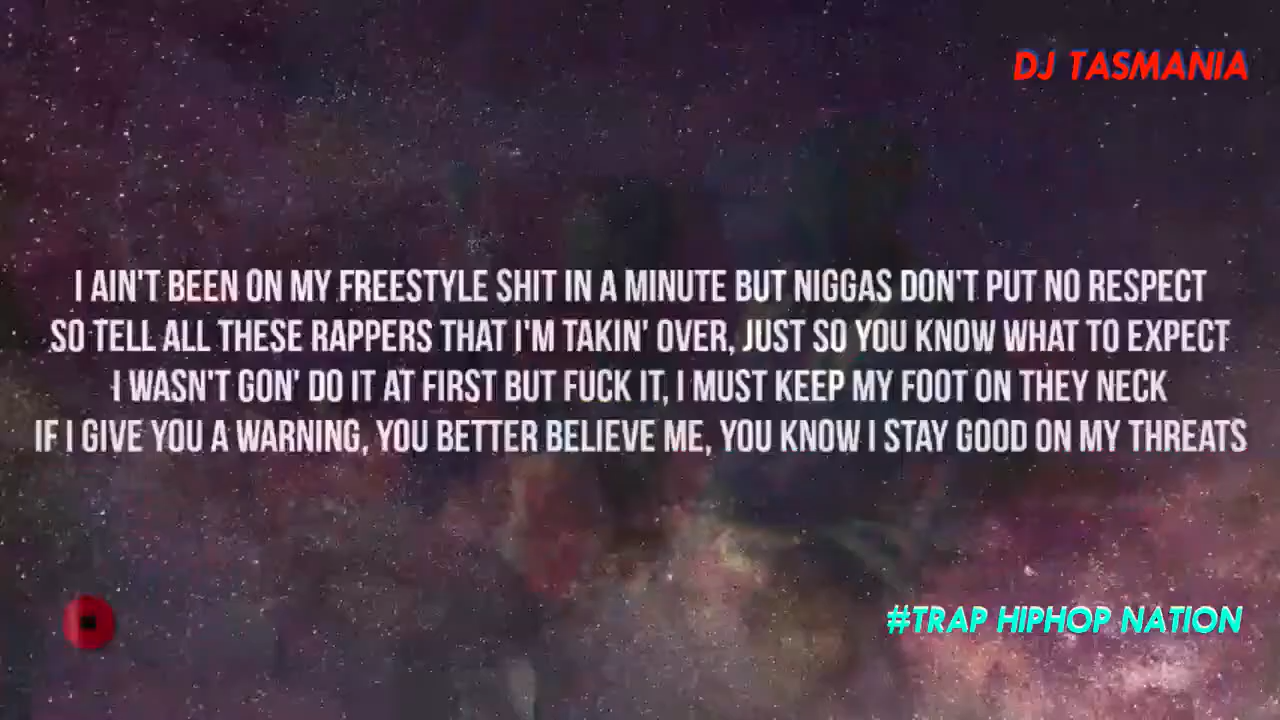 DJ TASMANIA
I AIN'T BEEN ON MY FREESTYLE SHIT IN A MINUTE BUT NIGGAS DON'T PUT NO RESPECT
SO TELL ALL THESE RAPPERS THAT I'M TAKIN' OVER, JUST SO YOU KNOW WHAT TO EXPECT
I WASN'T GON' DO IT AT FIRST BUT FUCK IT, I MUST KEEP MY FOOT ON THEY NECK
IF I GIVE YOU A WARNING, YOU BETTER BELIEVE ME, YOU KNOW I STAY GOOD ON MY THREATS
#TRAP HIPHOP NATION